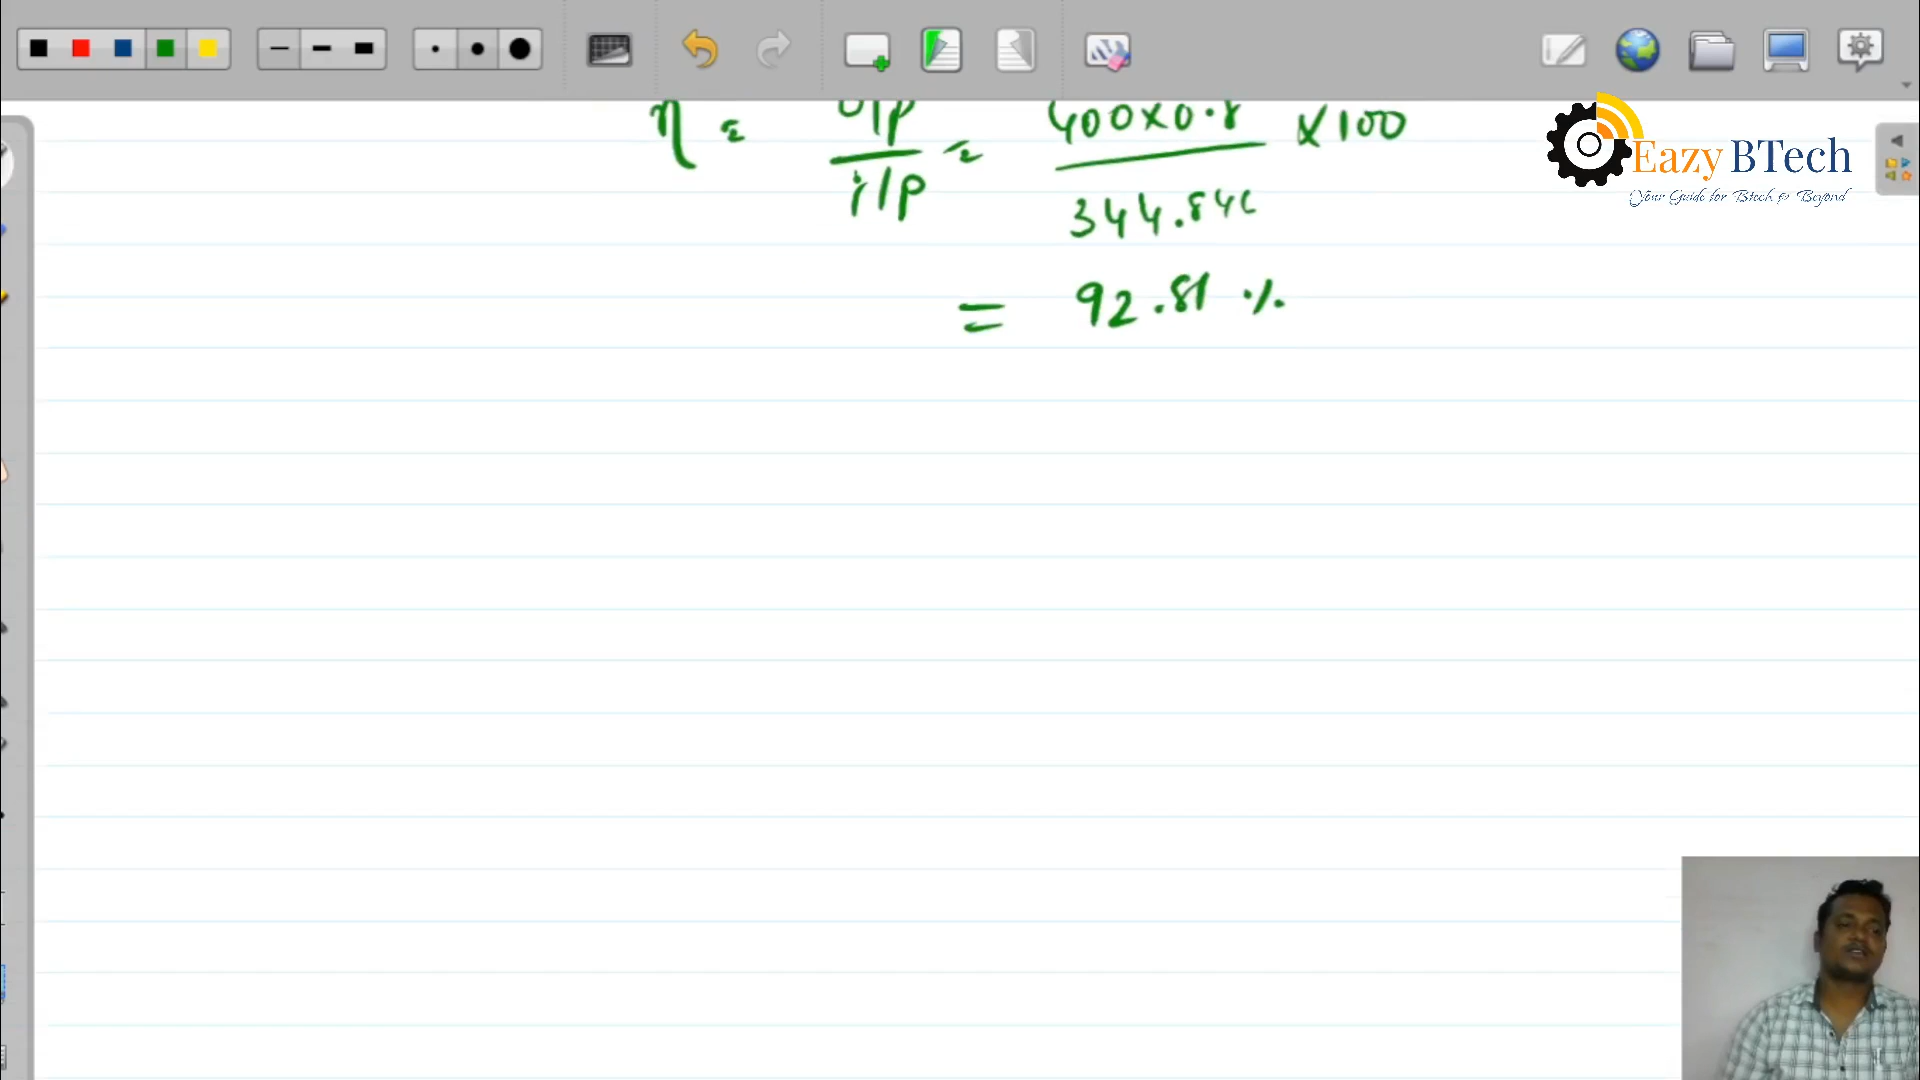 η = o/p / i/p = 400×0.8 / 344.846 ×100
= 92.81 %
Eazy BTech
Your Guide for Btech & Beyond